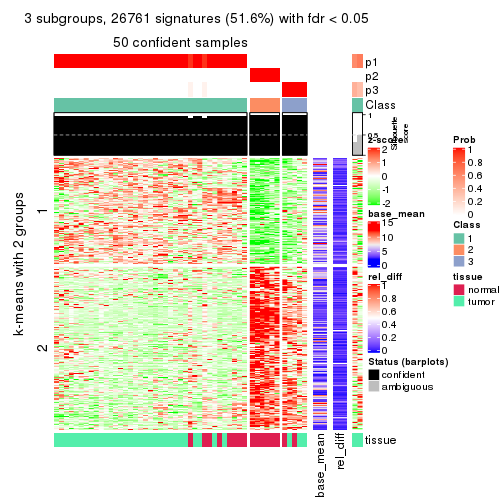 3 subgroups, 26761 signatures (51.6%) with fdr < 0.05
50 confident samples
p1
p2
p3
Class
1
0.5
Silhouette
score
k-means with 2 groups
1
2
z-score
2
1
0
-1
-2
base_mean
15
10
5
0
rel_diff
1
0.8
0.6
0.4
0.2
0
Status (barplots)
confident
ambiguous
Prob
1
0.8
0.6
0.4
0.2
0
Class
1
2
3
tissue
normal
tumor
tissue
base_mean
rel_diff